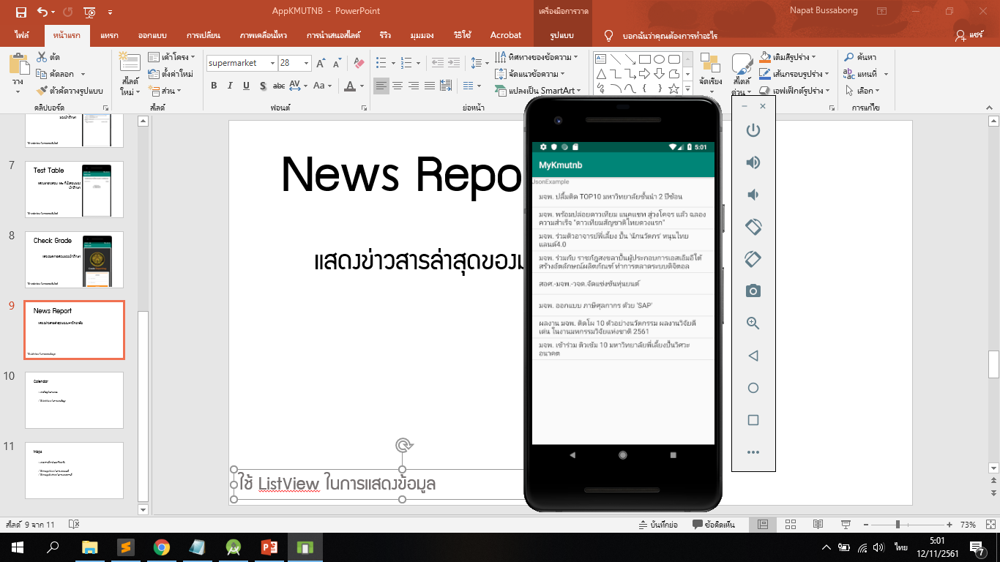 AppKMUTNB - PowerPoint
เครื่องมือการวาด
Napat Bussabong
ไฟล์ หน้าแรก แทรก ออกแบบ การเปลี่ยน ภาพเคลื่อนไหว การนำเสนอสไลด์ รีวิว มุมมอง วิธีใช้ Acrobat รูปแบบ บอกฉันว่าคุณต้องการทำอะไร แชร์
วาง
ตัด
คัดลอก
ตัวคัดวางรูปแบบ
คลิปบอร์ด
สไลด์
ใหม่
เค้าโครง
ตั้งค่าใหม่
ส่วน
สไลด์
supermarket 28
B I U S abc AV Aa A
ฟอนต์
ทิศทางของข้อความ
จัดแนวข้อความ
แปลงเป็น SmartArt
ย่อหน้า
จัดเรียง
สไตล์
ด่วน
เติมสีรูปร่าง
เส้นกรอบรูปร่าง
เอฟเฟ็กต์รูปร่าง
ค้นหา
แทนที่
เลือก
การแก้ไข
7
Test Table
8
Check Grade
9
News Report
แสดงข่าวสารล่าสุดของมหาวิทยาลัย
10
Calendar
11
Maps
News Repo
แสดงข่าวสารล่าสุดของม
ใช้ ListView ในการแสดงข้อมูล
5:01
MyKmutnb
JsonExample
มจพ. ปลื้มติด TOP10 มหาวิทยาลัยชั้นนำ 2 ปีซ้อน
มจพ. พร้อมปล่อยดาวเทียม แนคแซท สู่วงโคจร แล้ว ฉลอง
ความสำเร็จ "ดาวเทียมสัญชาติไทยดวงแรก"
มจพ. ร่วมติวอาจารย์พี่เลี้ยง ปั้น 'นักนวัตกร' หนุนไทย
แลนด์4.0
มจพ. ร่วมกับ ราชภัฏสงขลาปั้นผู้ประกอบการเอสเอ็มอีใต้
สร้างอัตลักษณ์ผลิตภัณฑ์ ทำการตลาดระบบดิจิตอล
สอศ.-มจพ.-วจต.จัดแข่งขันหุ่นยนต์
มจพ. ออกแบบ ภาษีศุลกากร ด้วย 'SAP'
ผลงาน มจพ. ติดโผ 10 ตัวอย่างนวัตกรรม ผลงานวิจัยดี
เด่น ในงานมหกรรมวิจัยแห่งชาติ 2561
มจพ. เข้าร่วม ติวเข้ม 10 มหาวิทยาลัยพี่เลี้ยงปั้นวิศวะ
อนาคต
สไลด์ 9 จาก 11
บันทึกย่อ
ข้อคิดเห็น
73%
ไทย
5:01
12/11/2561
7